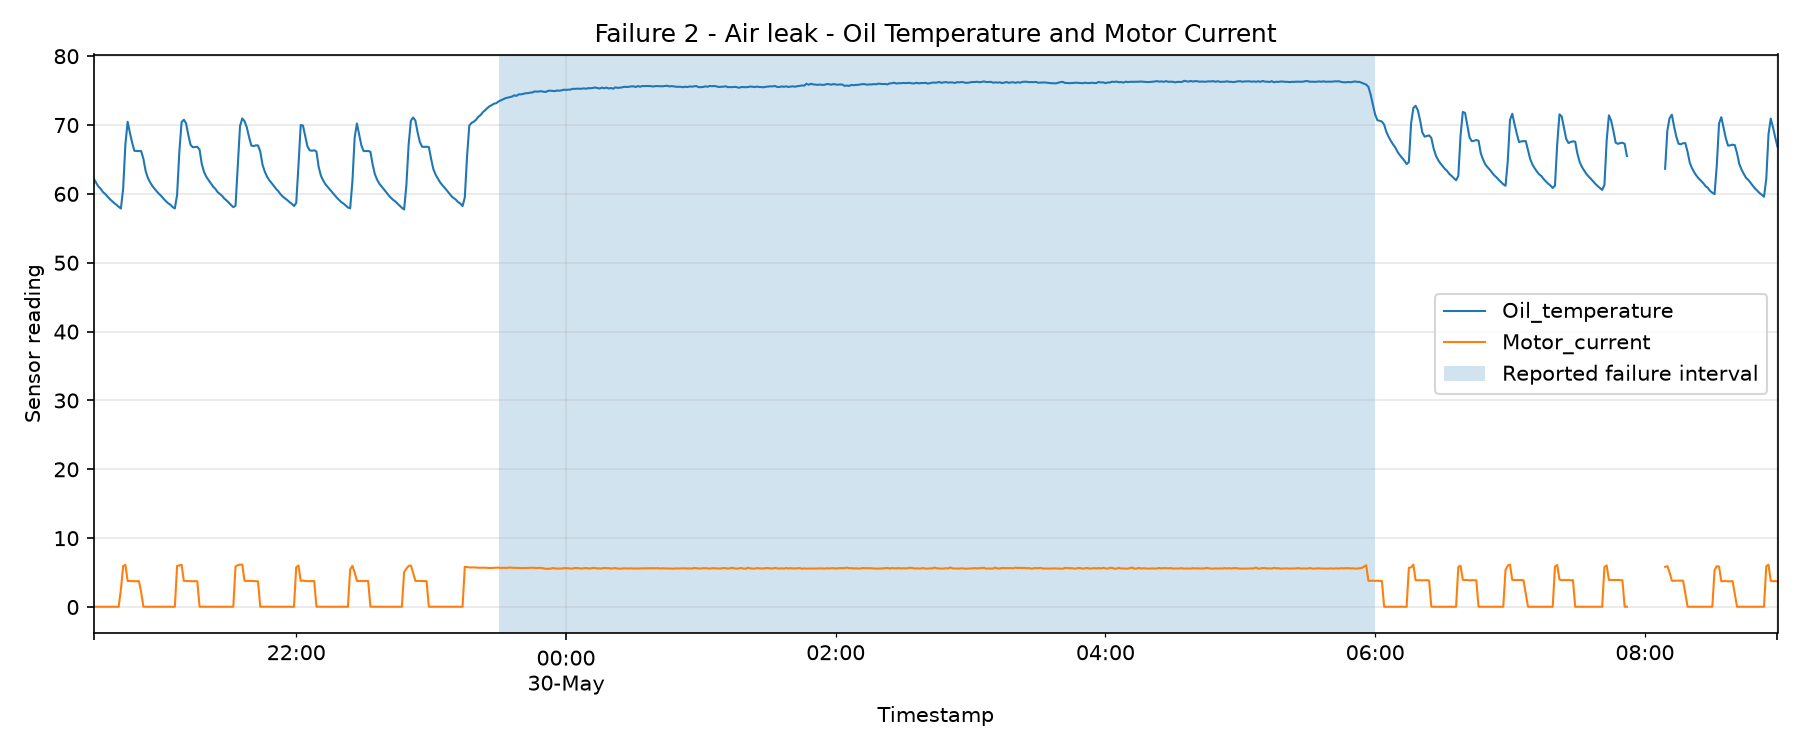 Failure 2 - Air leak - Oil Temperature and Motor Current
Sensor reading
80
70
60
50
40
30
20
10
0
Oil_temperature
Motor_current
Reported failure interval
22:00
00:00
30-May
02:00
04:00
06:00
08:00
Timestamp